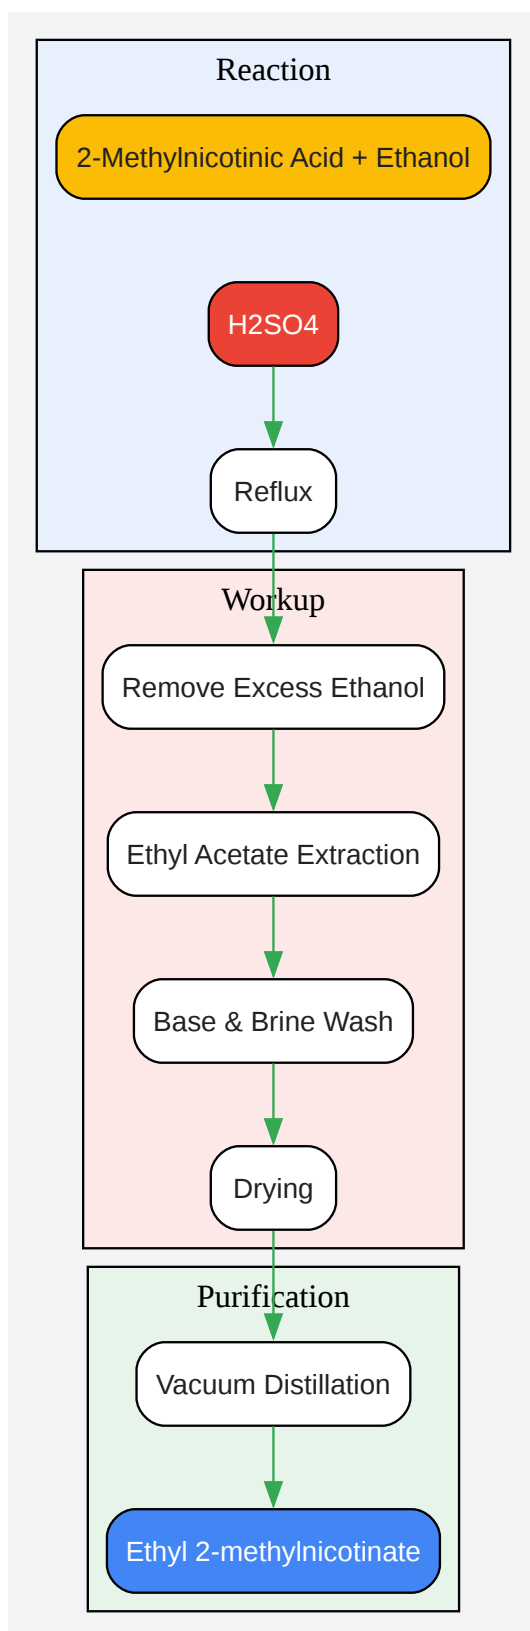 Reaction
2-Methylnicotinic Acid + Ethanol
H2SO4
Reflux
Workup
Remove Excess Ethanol
Ethyl Acetate Extraction
Base & Brine Wash
Drying
Purification
Vacuum Distillation
Ethyl 2-methylnicotinate